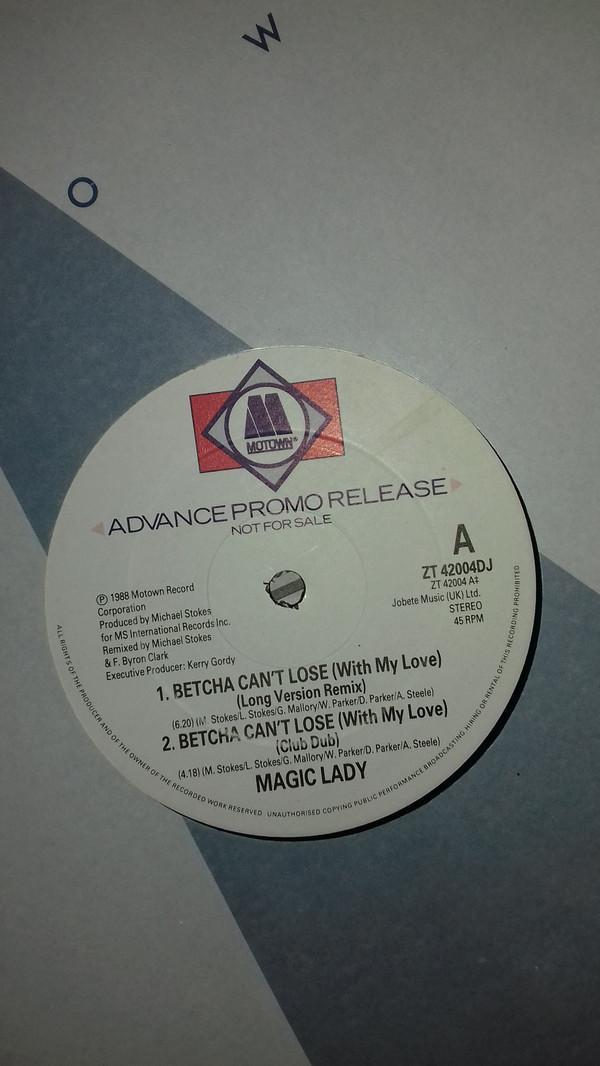 W
O
MOTOWN®
ADVANCE PROMO RELEASE
NOT FOR SALE
A
ZT 42004DJ
ZT 42004 A‡
Jobete Music (UK) Ltd.
STEREO
45 RPM
℗ 1988 Motown Record
Corporation
Produced by Michael Stokes
for MS International Records Inc.
Remixed by Michael Stokes
& F. Byron Clark
Executive Producer: Kerry Gordy
1. BETCHA CAN'T LOSE (With My Love)
(Long Version Remix)
(6.20) (M. Stokes/L. Stokes/G. Mallory/W. Parker/D. Parker/A. Steele)
2. BETCHA CAN'T LOSE (With My Love)
(Club Dub)
(4.18) (M. Stokes/L. Stokes/G. Mallory/W. Parker/D. Parker/A. Steele)
MAGIC LADY
ALL RIGHTS OF THE PRODUCER AND OF THE OWNER OF THE RECORDED WORK RESERVED UNAUTHORISED COPYING PUBLIC PERFORMANCE BROADCASTING HIRING OR RENTAL OF THIS RECORDING PROHIBITED